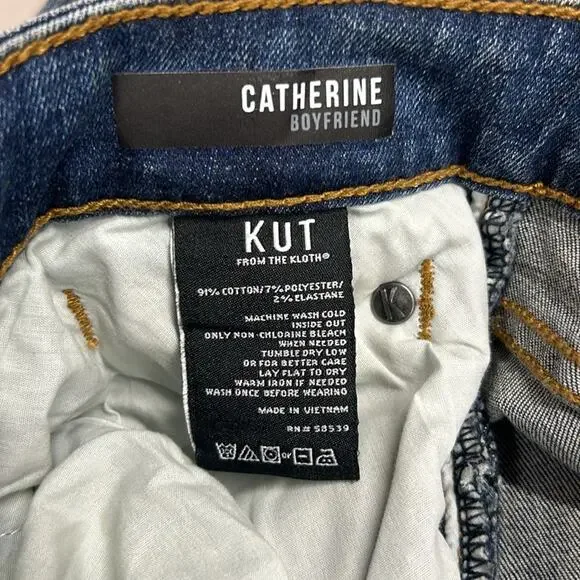 CATHERINE
BOYFRIEND
KUT
FROM THE KLOTH®
91% COTTON/7% POLYESTER/
2% ELASTANE
MACHINE WASH COLD
INSIDE OUT
ONLY NON-CHLORINE BLEACH
WHEN NEEDED
TUMBLE DRY LOW
OR FOR BETTER CARE
LAY FLAT TO DRY
WARM IRON IF NEEDED
WASH ONCE BEFORE WEARING
MADE IN VIETNAM
RN# 58539
or
K